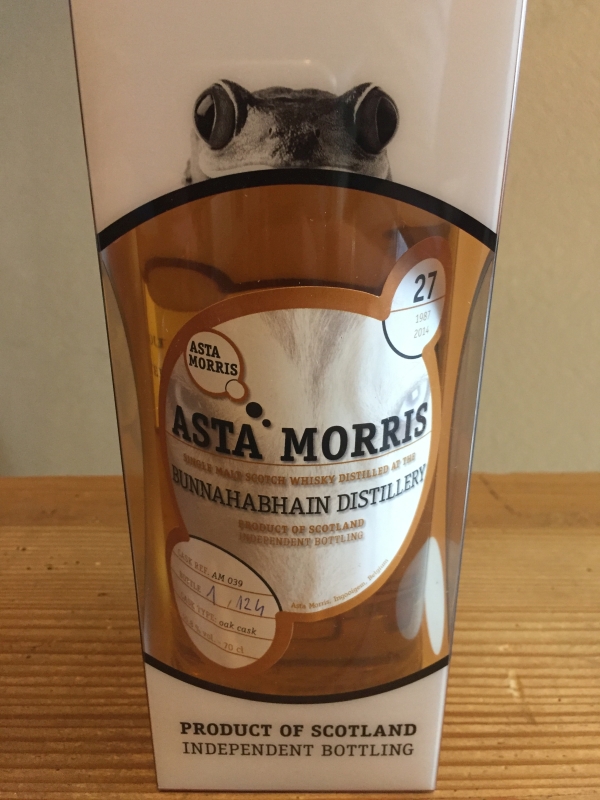 27
1987
2014
ASTA
MORRIS
ASTA MORRIS
SINGLE MALT SCOTCH WHISKY DISTILLED AT THE
BUNNAHABHAIN DISTILLERY
PRODUCT OF SCOTLAND
INDEPENDENT BOTTLING
CASK REF. AM 039
BOTTLE 1 , 124
CASK TYPE: oak cask
70 cl
Asta Morris,
PRODUCT OF SCOTLAND
INDEPENDENT BOTTLING